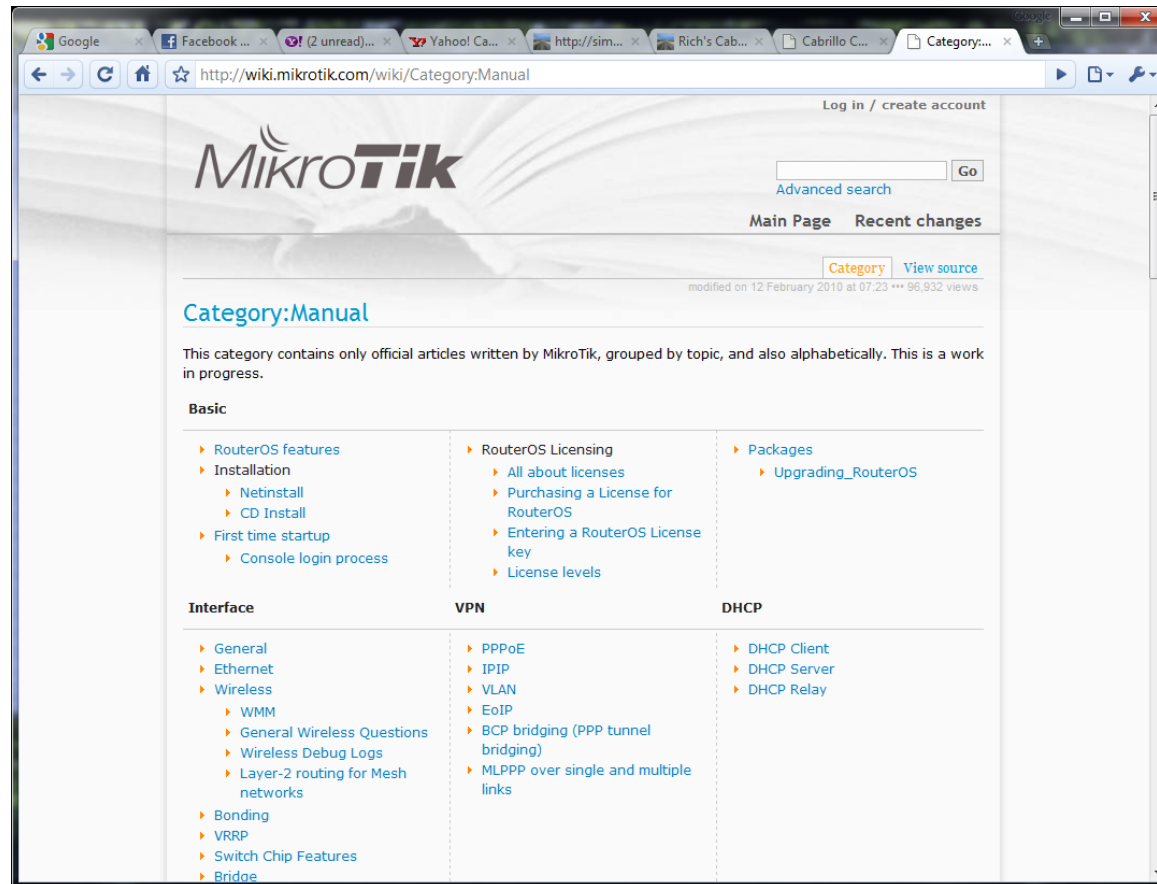 Google
Google
Facebook ...
(2 unread)...
Yahoo! Ca...
http://sim...
Rich's Cab...
Cabrillo C...
Category:...
http://wiki.mikrotik.com/wiki/Category:Manual
Log in / create account
MikroTik
Go
Advanced search
Main Page Recent changes
Category View source
modified on 12 February 2010 at 07:23 ••• 96,932 views
Category:Manual
This category contains only official articles written by MikroTik, grouped by topic, and also alphabetically. This is a work
in progress.
Basic
RouterOS features
Installation
Netinstall
CD Install
First time startup
Console login process
RouterOS Licensing
All about licenses
Purchasing a License for
RouterOS
Entering a RouterOS License
key
License levels
Packages
Upgrading_RouterOS
Interface
General
Ethernet
Wireless
WMM
General Wireless Questions
Wireless Debug Logs
Layer-2 routing for Mesh
networks
Bonding
VRRP
Switch Chip Features
Bridge
VPN
PPPoE
IPIP
VLAN
EoIP
BCP bridging (PPP tunnel
bridging)
MLPPP over single and multiple
links
DHCP
DHCP Client
DHCP Server
DHCP Relay